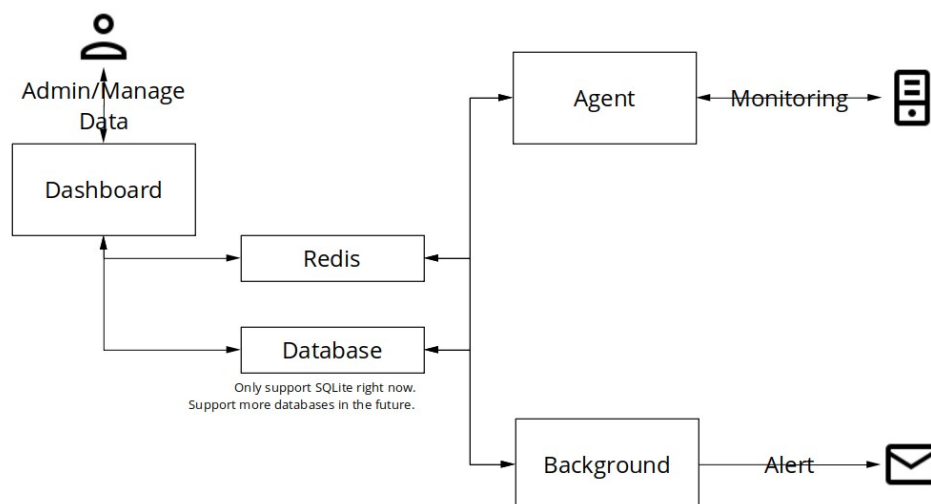 Admin/Manage
Data
Dashboard
Agent
Monitoring
Redis
Database
Only support SQLite right now.
Support more databases in the future.
Background
Alert